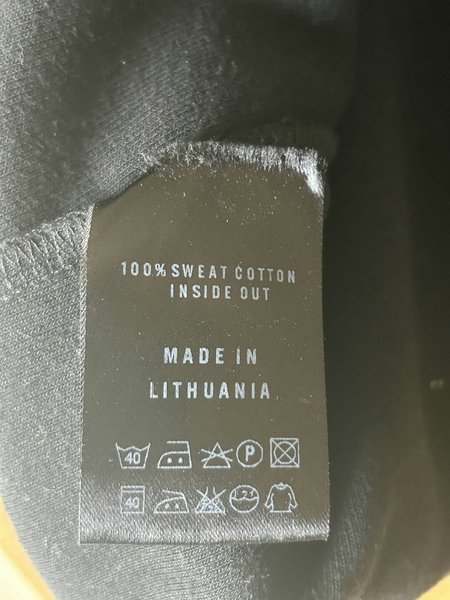 100% SWEAT COTTON
INSIDE OUT
MADE IN
LITHUANIA
40 P
40